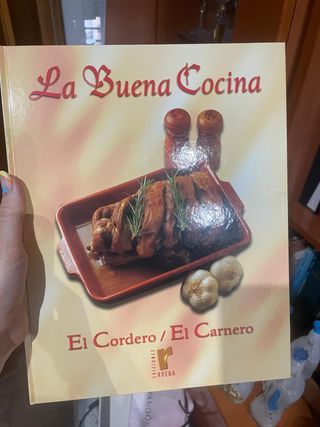 La Buena Cocina
El Cordero / El Carnero
EDICIONES
r
RUEDA